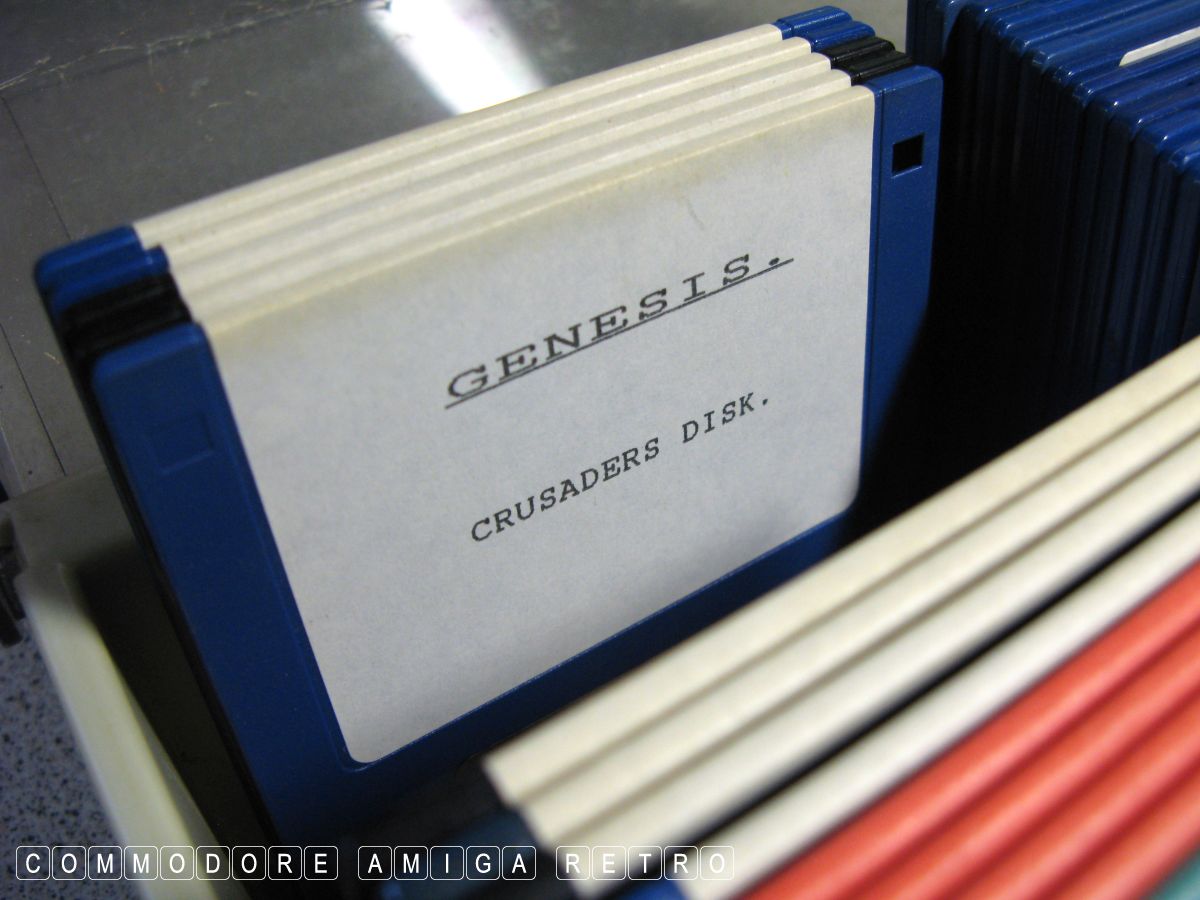 GENESIS.
CRUSADERS DISK.
COMMODORE AMIGA RETRO